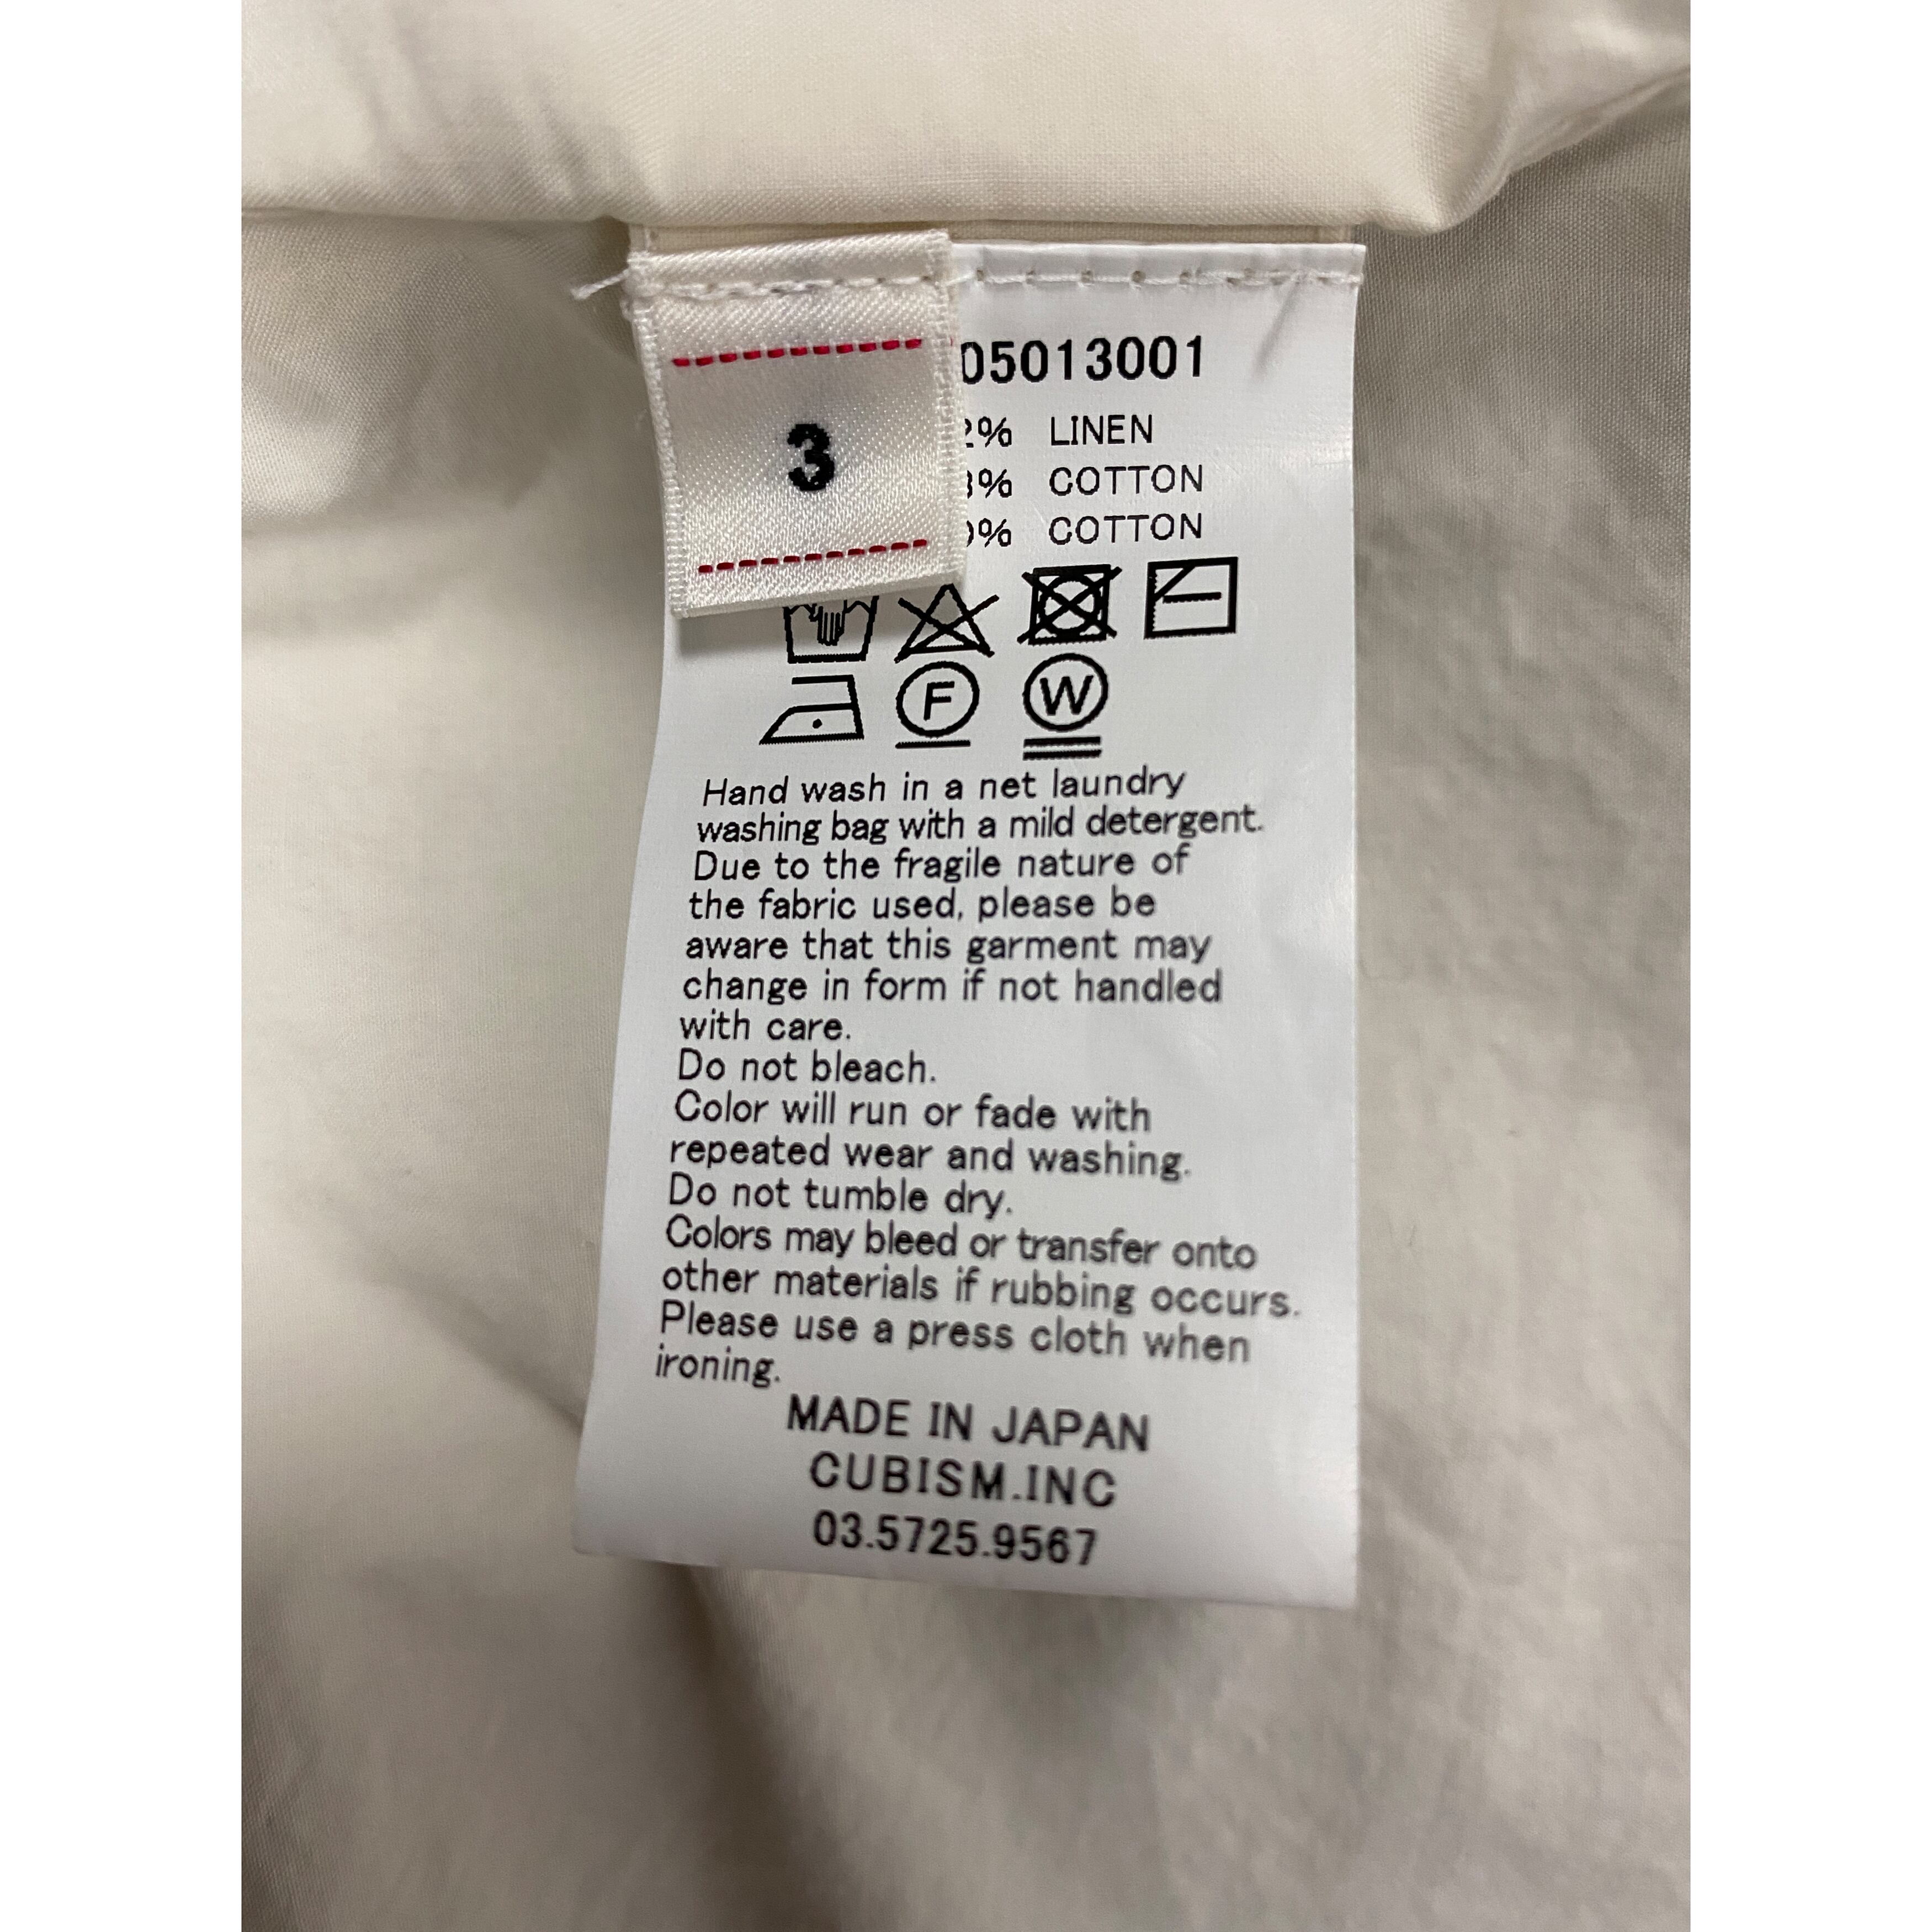 3
05013001
2% LINEN
% COTTON
% COTTON
F
W
Hand wash in a net laundry
washing bag with a mild detergent.
Due to the fragile nature of
the fabric used, please be
aware that this garment may
change in form if not handled
with care.
Do not bleach.
Color will run or fade with
repeated wear and washing.
Do not tumble dry.
Colors may bleed or transfer onto
other materials if rubbing occurs.
Please use a press cloth when
ironing.
MADE IN JAPAN
CUBISM.INC
03.5725.9567